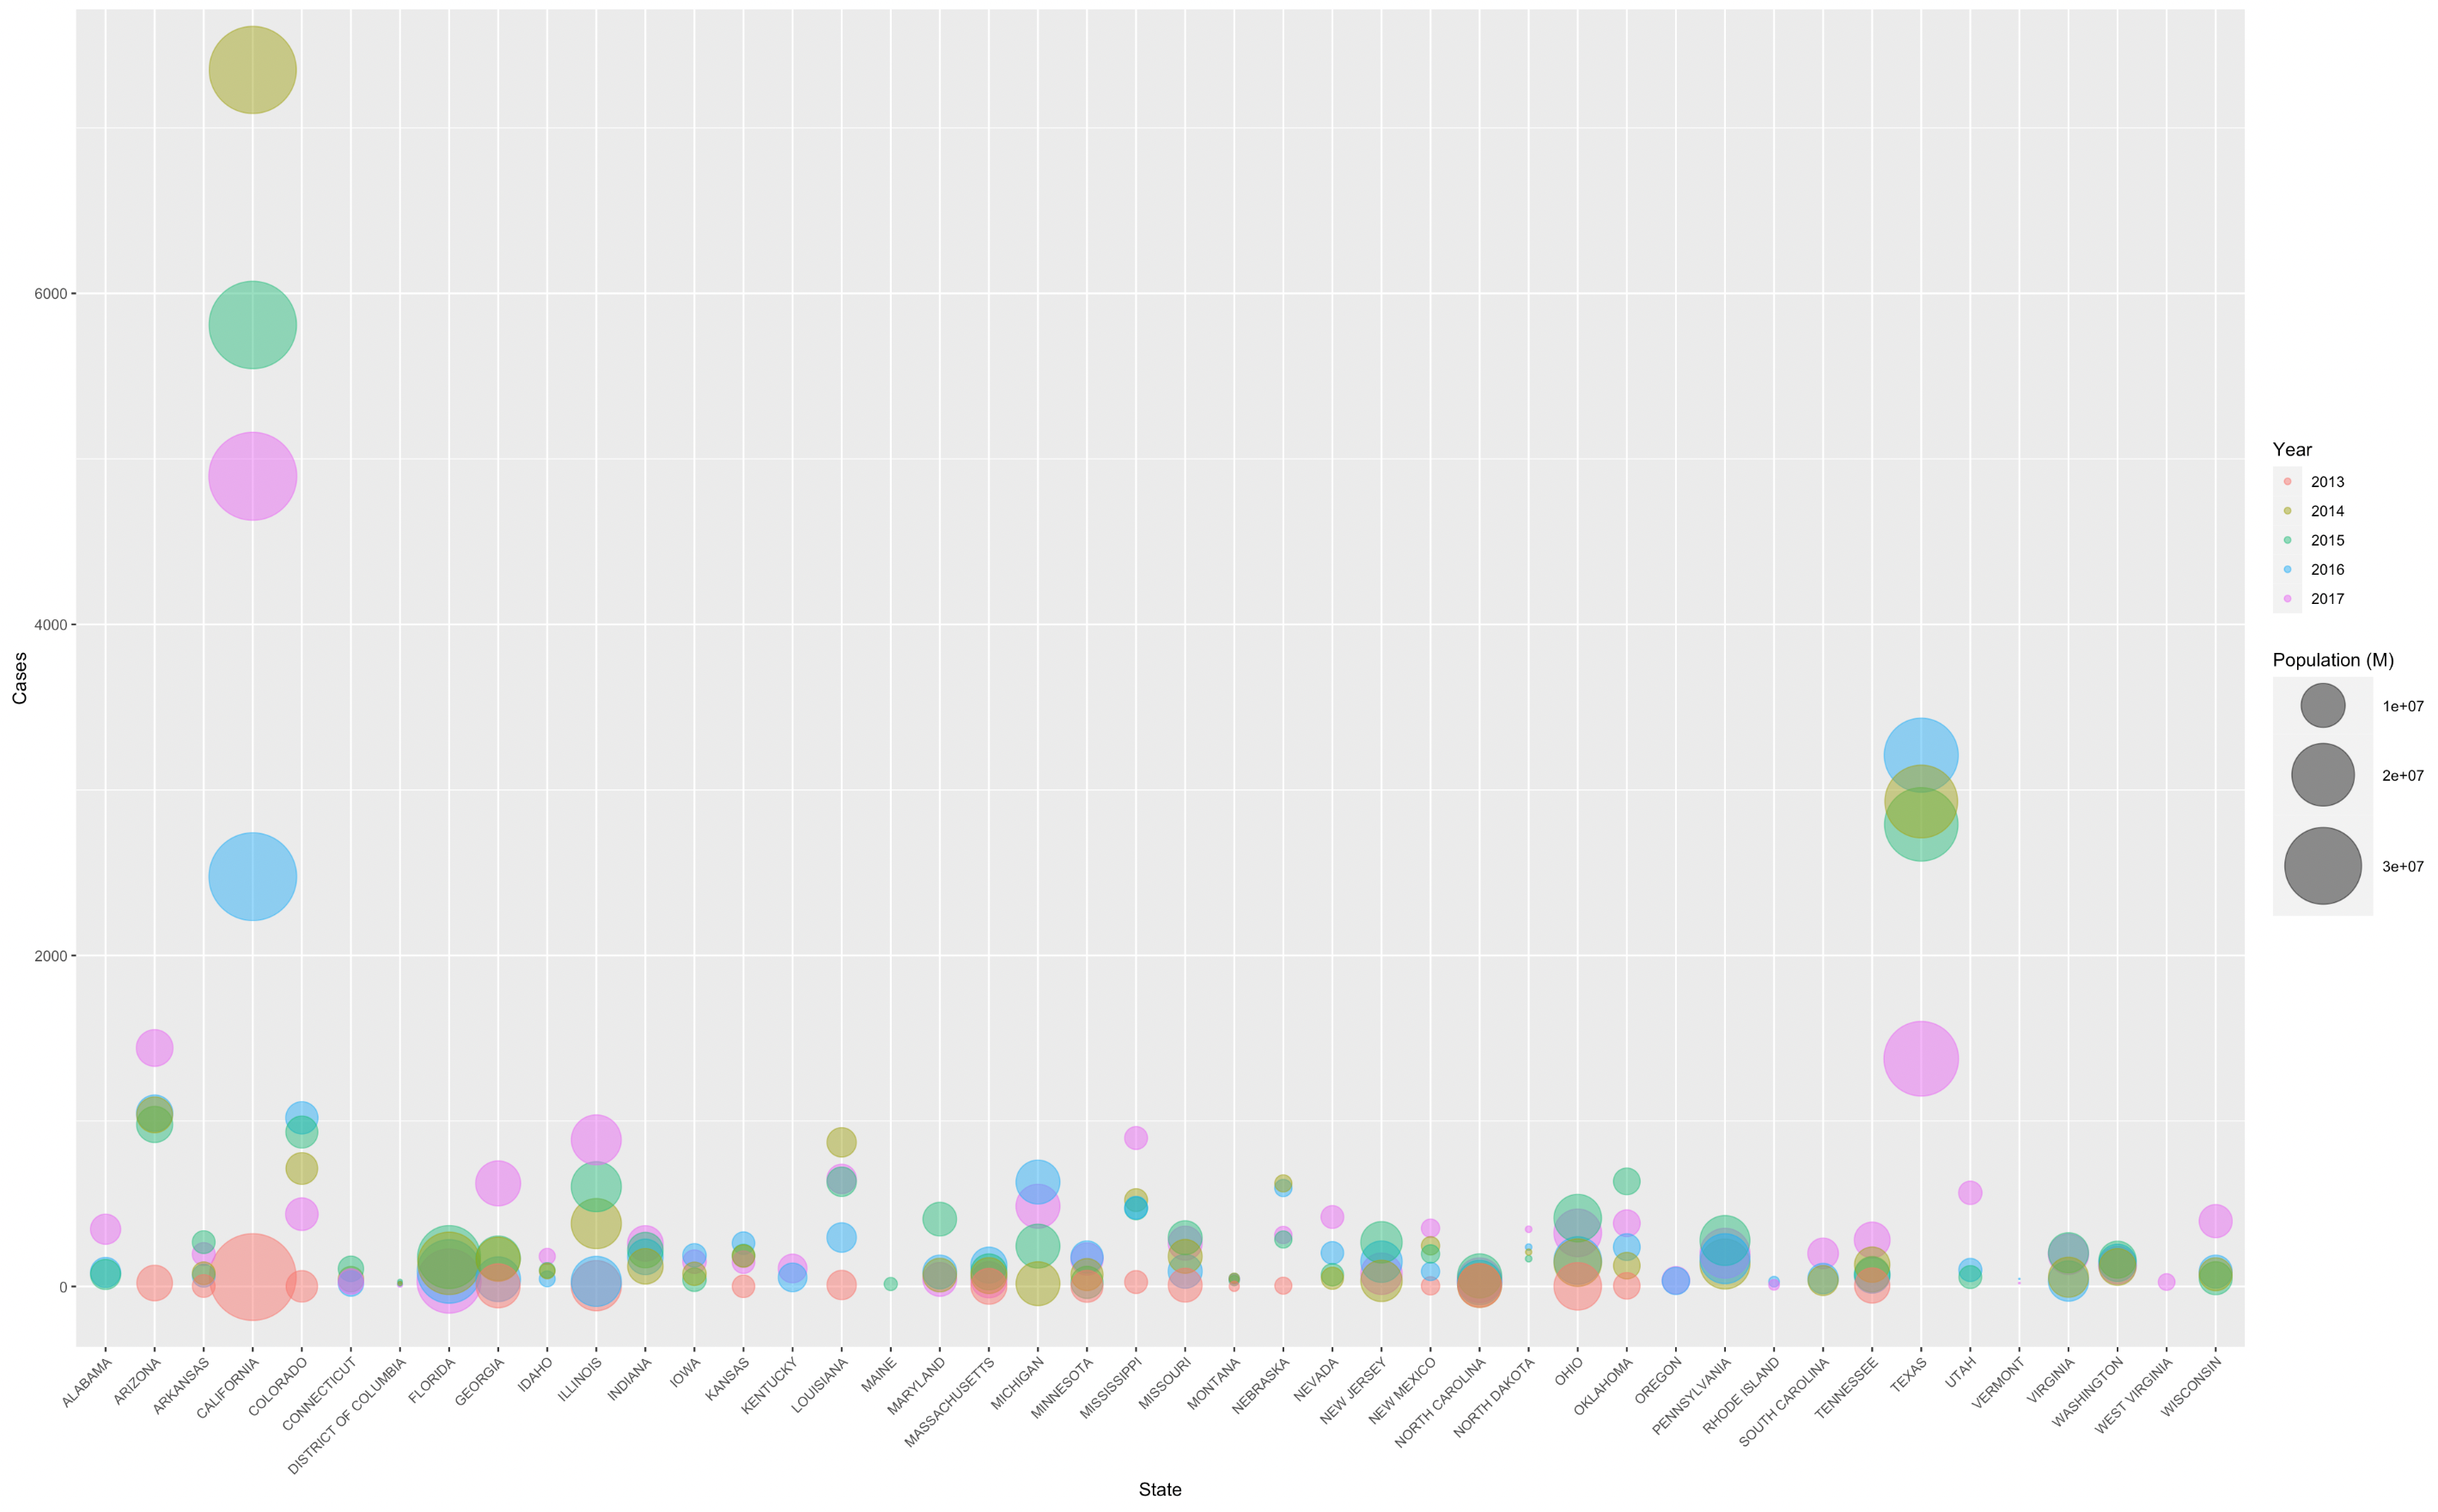 6000
4000
2000
0
Cases
ALABAMA
ARIZONA
ARKANSAS
CALIFORNIA
COLORADO
CONNECTICUT
DISTRICT OF COLUMBIA
FLORIDA
GEORGIA
IDAHO
ILLINOIS
INDIANA
IOWA
KANSAS
KENTUCKY
LOUISIANA
MAINE
MARYLAND
MASSACHUSETTS
MICHIGAN
MINNESOTA
MISSISSIPPI
MISSOURI
MONTANA
NEBRASKA
NEVADA
NEW JERSEY
NEW MEXICO
NORTH CAROLINA
NORTH DAKOTA
OHIO
OKLAHOMA
OREGON
PENNSYLVANIA
RHODE ISLAND
SOUTH CAROLINA
TENNESSEE
TEXAS
UTAH
VERMONT
VIRGINIA
WASHINGTON
WEST VIRGINIA
WISCONSIN
State
Year
2013
2014
2015
2016
2017
Population (M)
1e+07
2e+07
3e+07